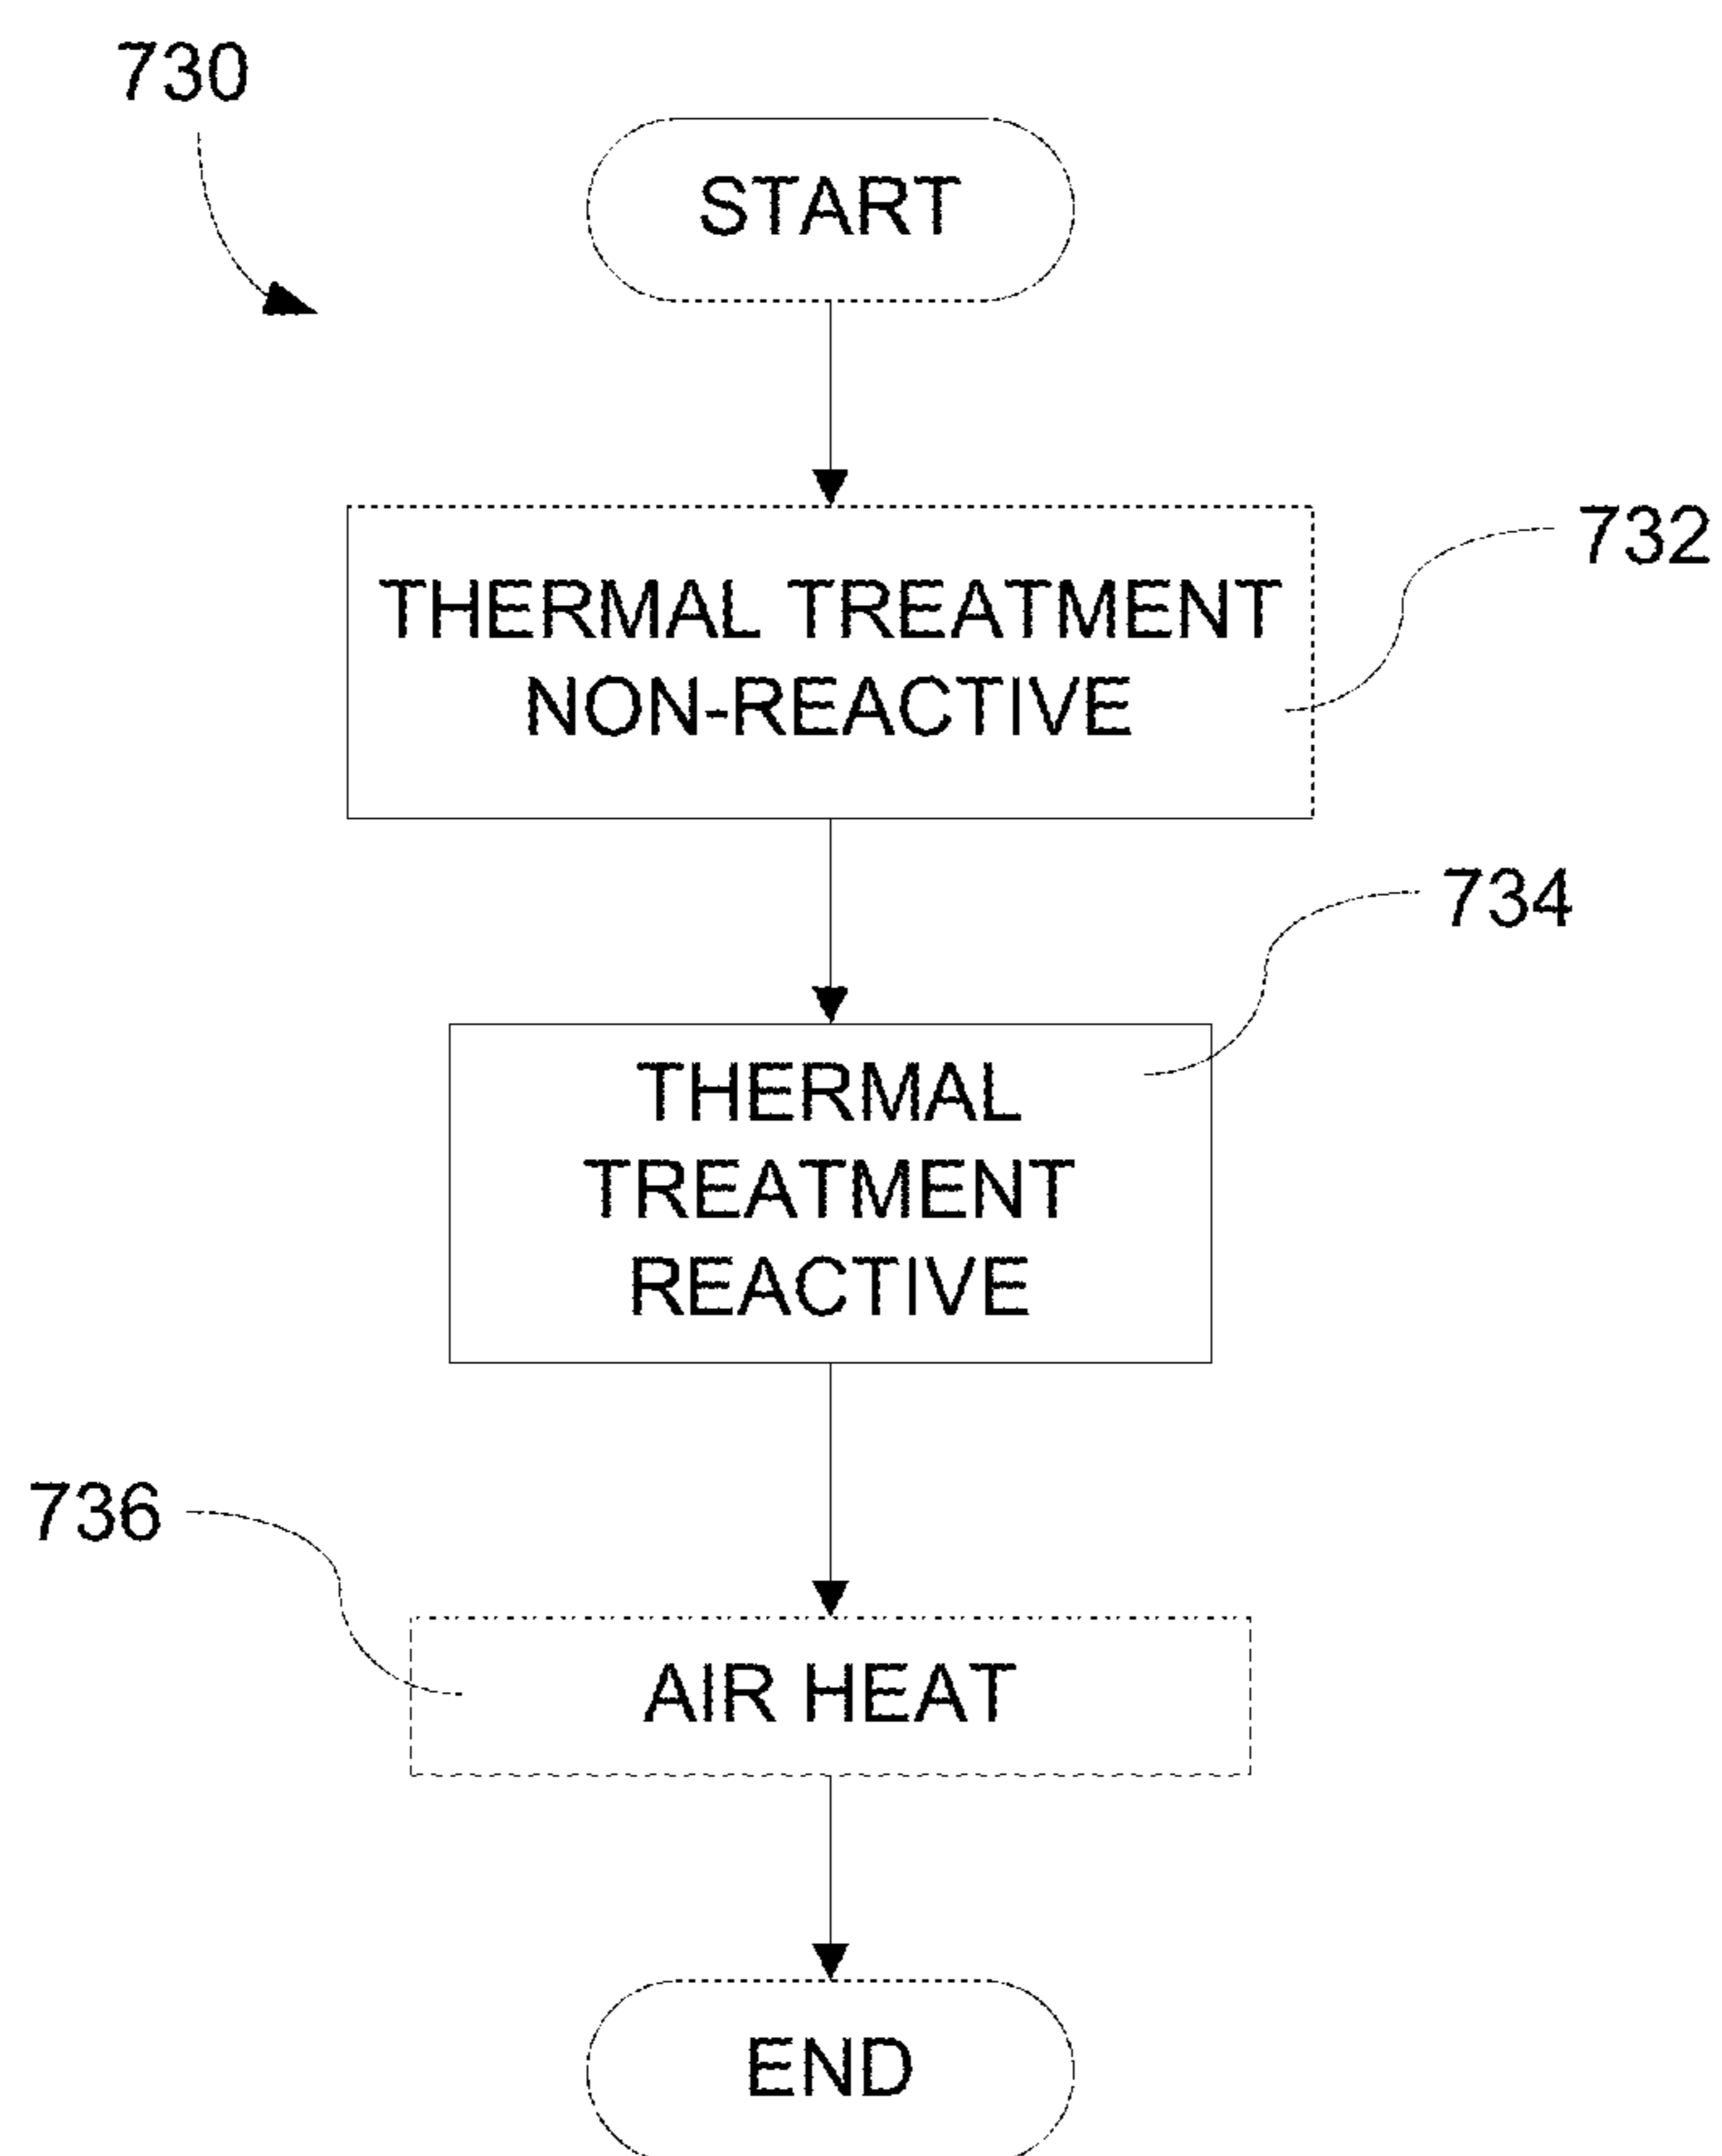 730
START
THERMAL TREATMENT
NON-REACTIVE
732
734
THERMAL
TREATMENT
REACTIVE
736
AIR HEAT
END